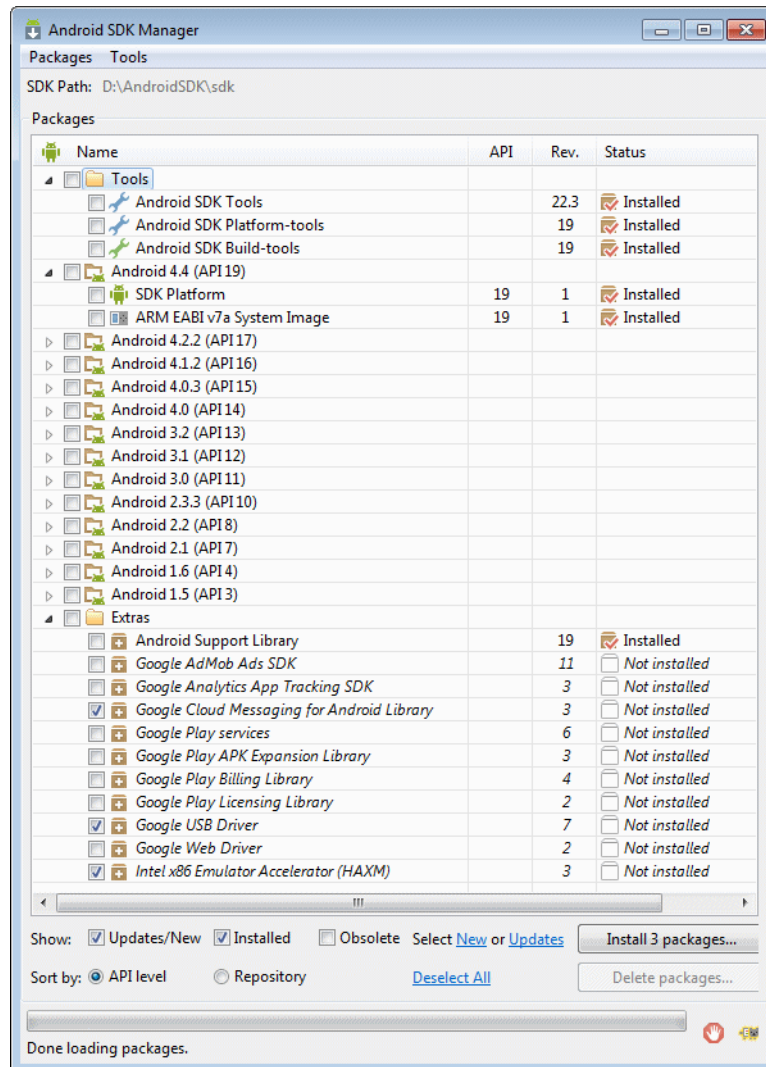 Android SDK Manager
Packages Tools
SDK Path: D:\AndroidSDK\sdk
Packages
Name API Rev. Status
Tools
Android SDK Tools 22.3 Installed
Android SDK Platform-tools 19 Installed
Android SDK Build-tools 19 Installed
Android 4.4 (API 19)
SDK Platform 19 1 Installed
ARM EABI v7a System Image 19 1 Installed
Android 4.2.2 (API 17)
Android 4.1.2 (API 16)
Android 4.0.3 (API 15)
Android 4.0 (API 14)
Android 3.2 (API 13)
Android 3.1 (API 12)
Android 3.0 (API 11)
Android 2.3.3 (API 10)
Android 2.2 (API 8)
Android 2.1 (API 7)
Android 1.6 (API 4)
Android 1.5 (API 3)
Extras
Android Support Library 19 Installed
Google AdMob Ads SDK 11 Not installed
Google Analytics App Tracking SDK 3 Not installed
Google Cloud Messaging for Android Library 3 Not installed
Google Play services 6 Not installed
Google Play APK Expansion Library 3 Not installed
Google Play Billing Library 4 Not installed
Google Play Licensing Library 2 Not installed
Google USB Driver 7 Not installed
Google Web Driver 2 Not installed
Intel x86 Emulator Accelerator (HAXM) 3 Not installed
Show: Updates/New Installed Obsolete Select New or Updates Install 3 packages...
Sort by: API level Repository Deselect All Delete packages...
Done loading packages.